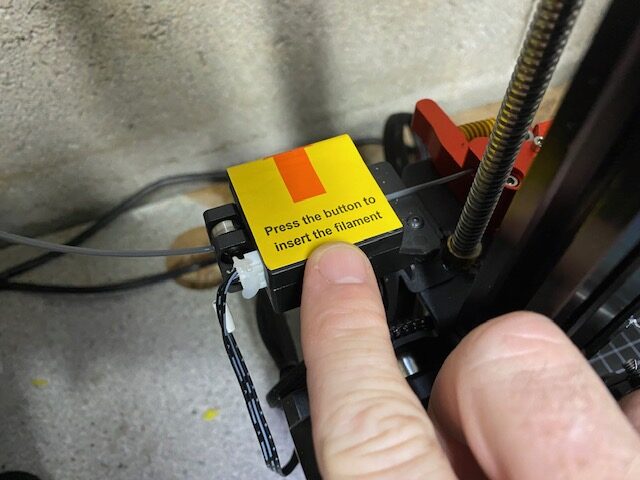 Press the button to
insert the filament